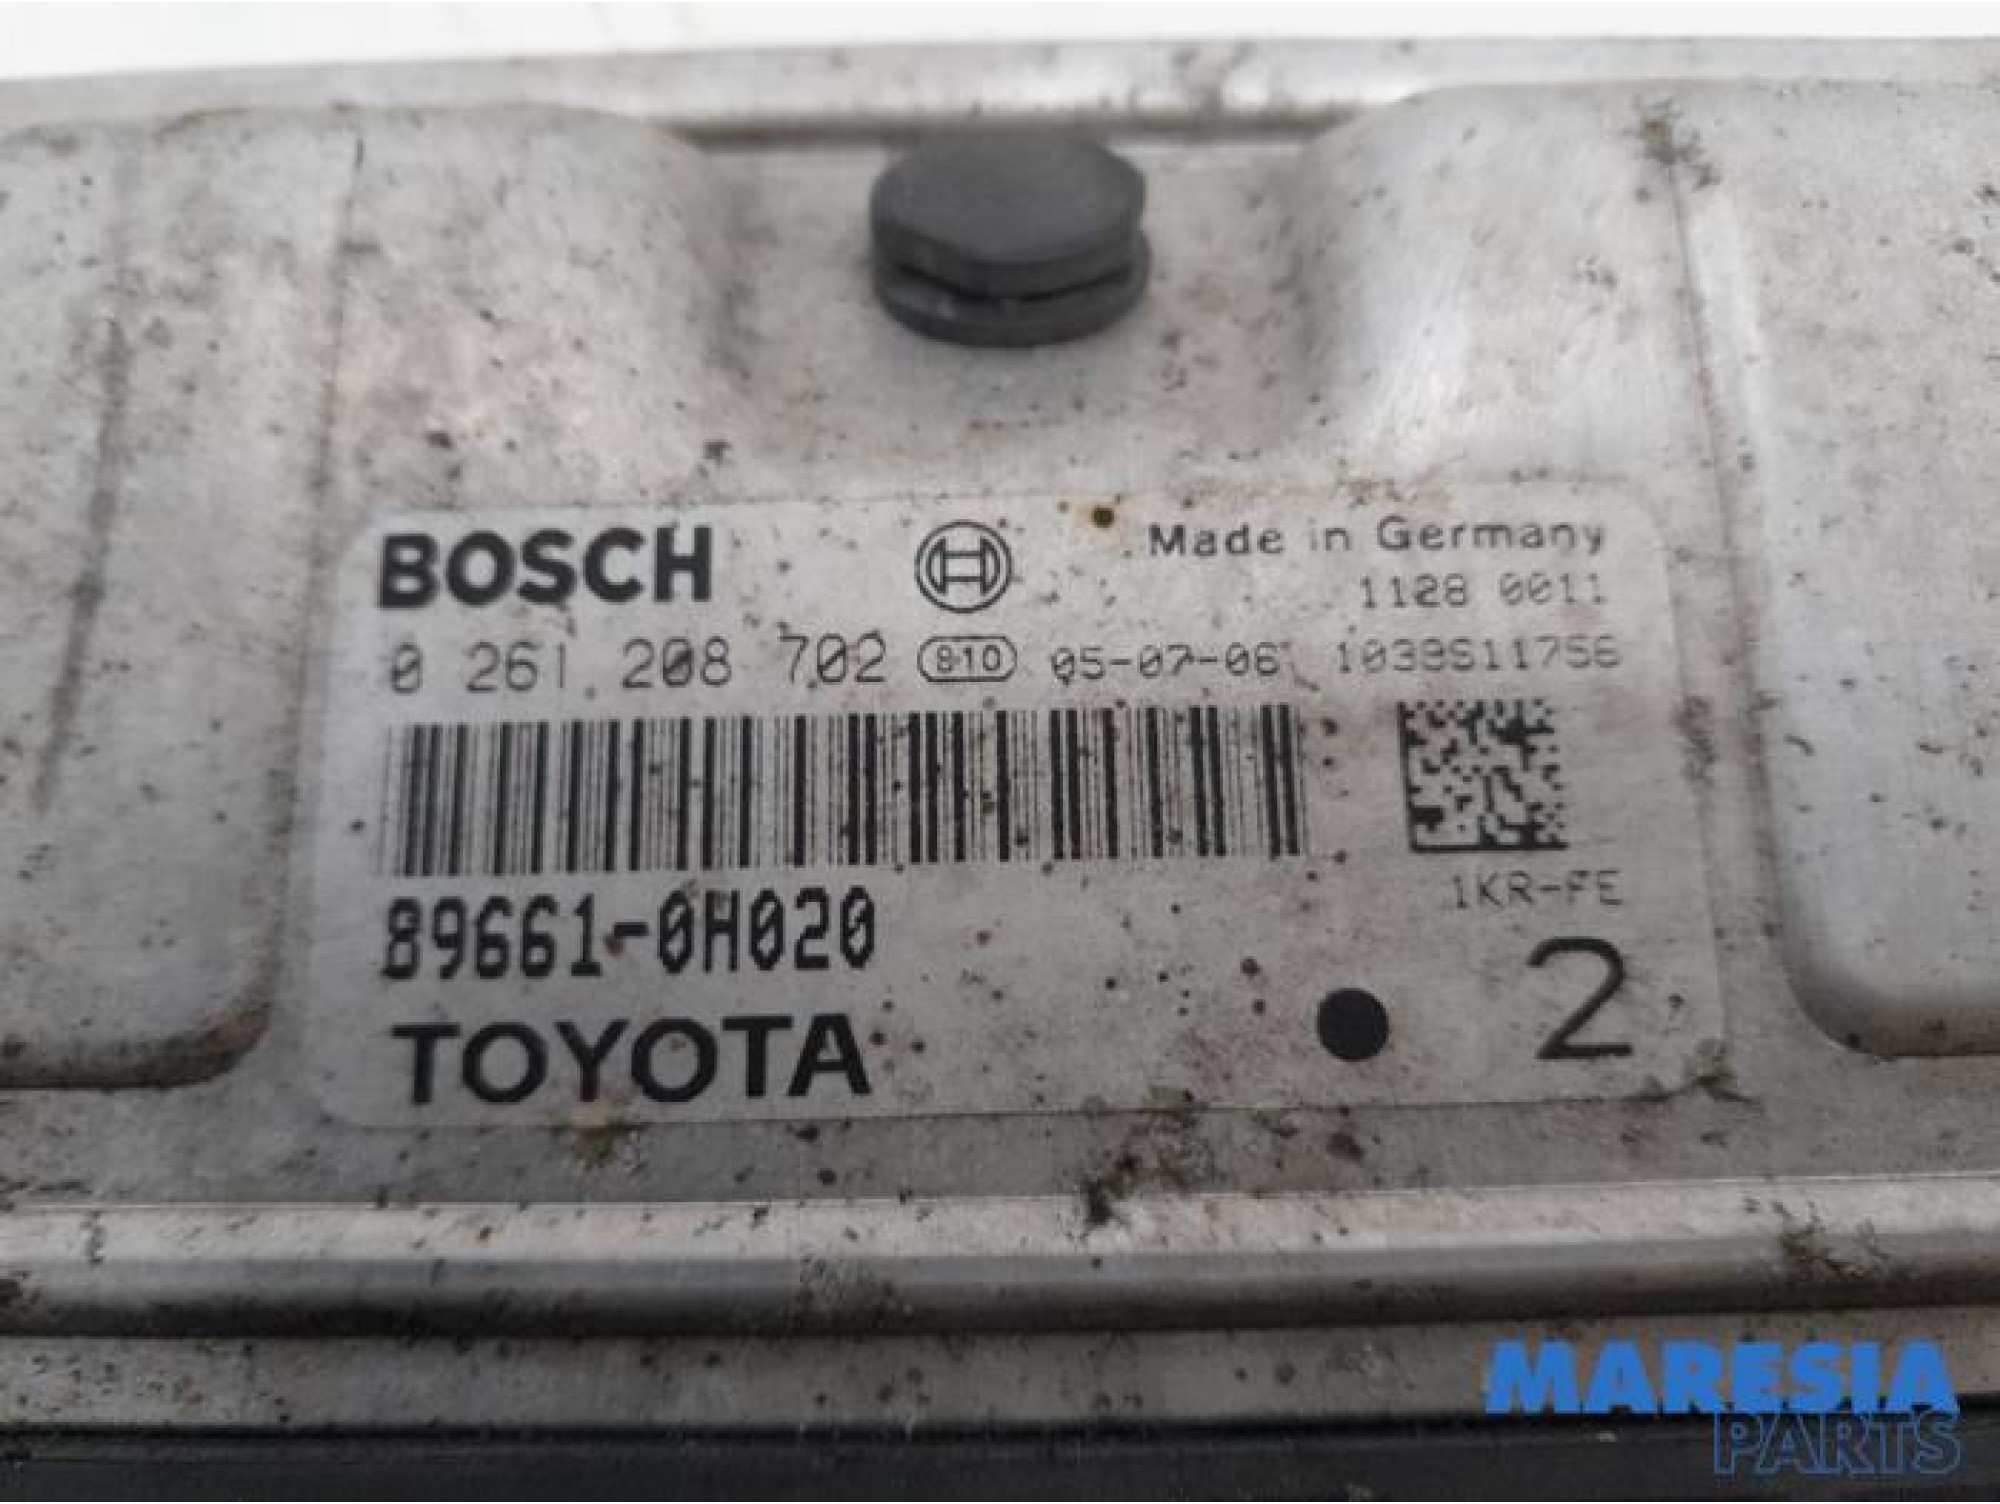 BOSCH
Made in Germany
1128 0011
0 261 208 702 810 05-07-06 1039S11756
89661-0H020
1KR-FE
TOYOTA
2
MARESIA
PARTS